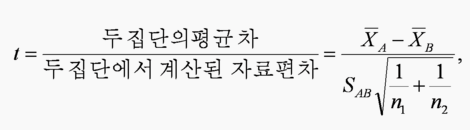 t = 두 집단의평균 차 / 두 집단에서 계산된 자료편차 = (X̄_A − X̄_B) / (S_AB √(1/n₁ + 1/n₂)),